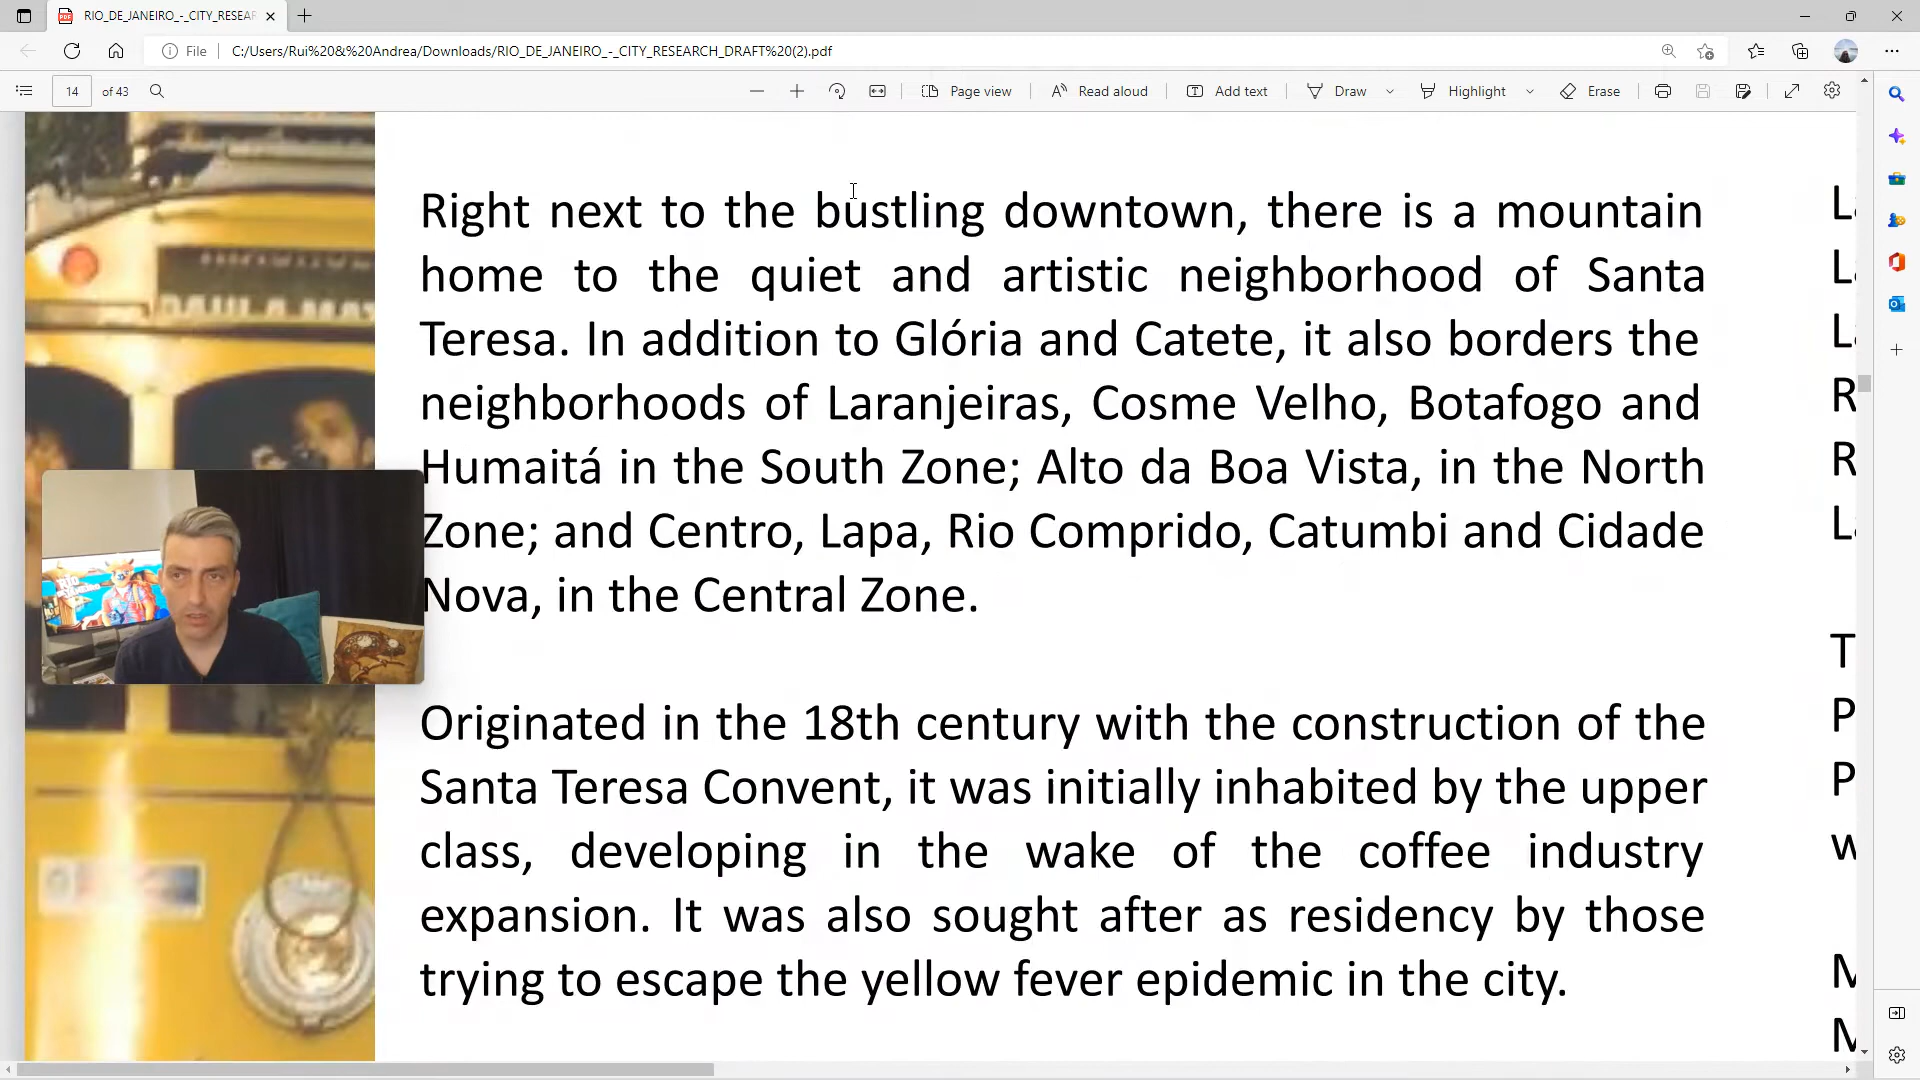 RIO_DE_JANEIRO_-_CITY_RESEAR
File
C:/Users/Rui%20&%20Andrea/Downloads/RIO_DE_JANEIRO_-_CITY_RESEARCH_DRAFT%20(2).pdf
14 of 43
Page view
Read aloud
Add text
Draw
Highlight
Erase
Right next to the bustling downtown, there is a mountain
home to the quiet and artistic neighborhood of Santa
Teresa. In addition to Glória and Catete, it also borders the
neighborhoods of Laranjeiras, Cosme Velho, Botafogo and
Humaitá in the South Zone; Alto da Boa Vista, in the North
Zone; and Centro, Lapa, Rio Comprido, Catumbi and Cidade
Nova, in the Central Zone.
Originated in the 18th century with the construction of the
Santa Teresa Convent, it was initially inhabited by the upper
class, developing in the wake of the coffee industry
expansion. It was also sought after as residency by those
trying to escape the yellow fever epidemic in the city.